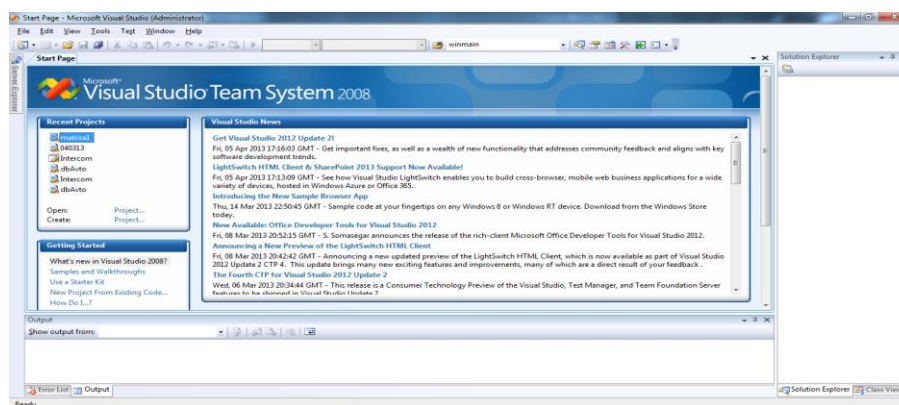 Start Page - Microsoft Visual Studio (Administrator)
File Edit View Tools Test Window Help
winmain
Start Page
Solution Explorer
Server Explorer
Microsoft®
Visual Studio Team System 2008
Recent Projects
matriza1
040313
Intercom
dbAvto
Intercom
dbAvto
Open: Project...
Create: Project...
Getting Started
What's new in Visual Studio 2008?
Samples and Walkthroughs
Use a Starter Kit
New Project From Existing Code...
How Do I...?
Visual Studio News
Get Visual Studio 2012 Update 2!
Fri, 05 Apr 2013 17:16:03 GMT - Get important fixes, as well as a wealth of new functionality that addresses community feedback and aligns with key
software development trends.
LightSwitch HTML Client & SharePoint 2013 Support Now Available!
Fri, 05 Apr 2013 17:13:09 GMT - See how Visual Studio LightSwitch enables you to build cross-browser, mobile web business applications for a wide
variety of devices, hosted in Windows Azure or Office 365.
Introducing the New Sample Browser App
Thu, 14 Mar 2013 22:50:45 GMT - Sample code at your fingertips on any Windows 8 or Windows RT device. Download from the Windows Store
today.
Now Available: Office Developer Tools for Visual Studio 2012
Fri, 08 Mar 2013 20:52:15 GMT - S. Somasegar announces the release of the rich-client Microsoft Office Developer Tools for Visual Studio 2012.
Announcing a New Preview of the LightSwitch HTML Client
Fri, 08 Mar 2013 20:42:42 GMT - Announcing a new updated preview of the LightSwitch HTML Client, which is now available as part of Visual Studio
2012 Update 2 CTP 4. This update brings many new exciting features and improvements, many of which are a direct result of your feedback.
The Fourth CTP for Visual Studio 2012 Update 2
Wed, 06 Mar 2013 20:34:44 GMT - This release is a Consumer Technology Preview of the Visual Studio, Test Manager, and Team Foundation Server
features to be shipped in Visual Studio Update 2
Output
Show output from:
Error List Output
Solution Explorer Class View
Ready